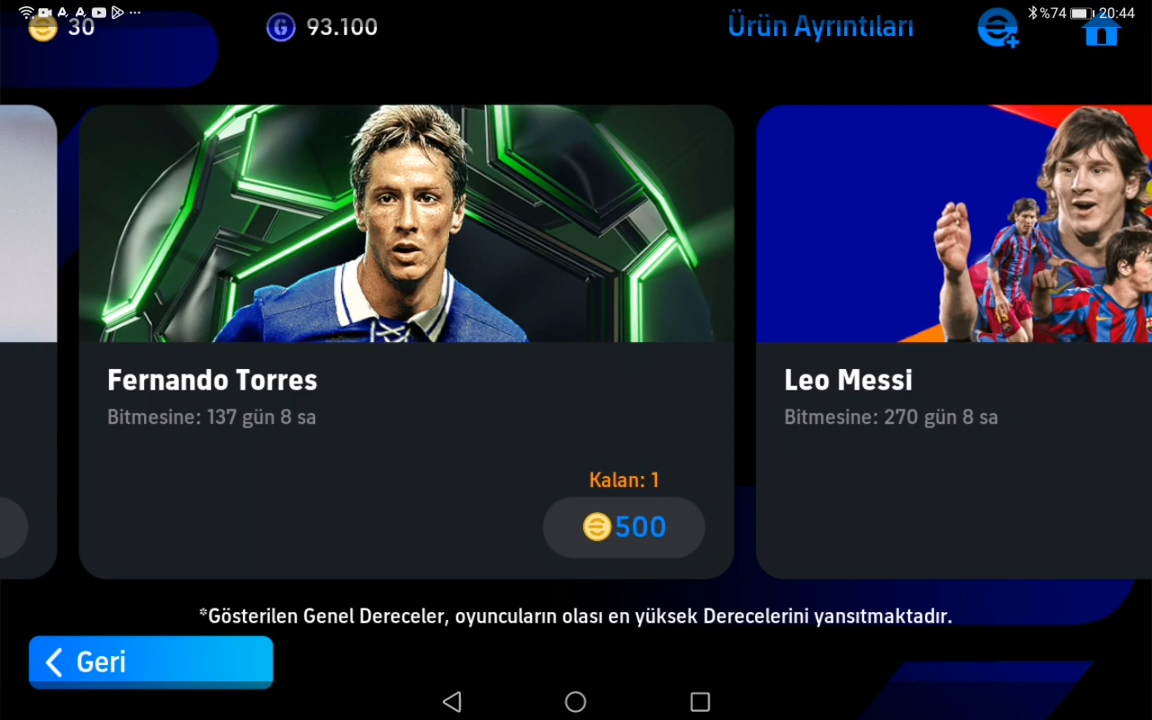 %74 20:44
30
93.100
Ürün Ayrıntıları
Fernando Torres
Bitmesine: 137 gün 8 sa
Kalan: 1
500
Leo Messi
Bitmesine: 270 gün 8 sa
*Gösterilen Genel Dereceler, oyuncuların olası en yüksek Derecelerini yansıtmaktadır.
Geri